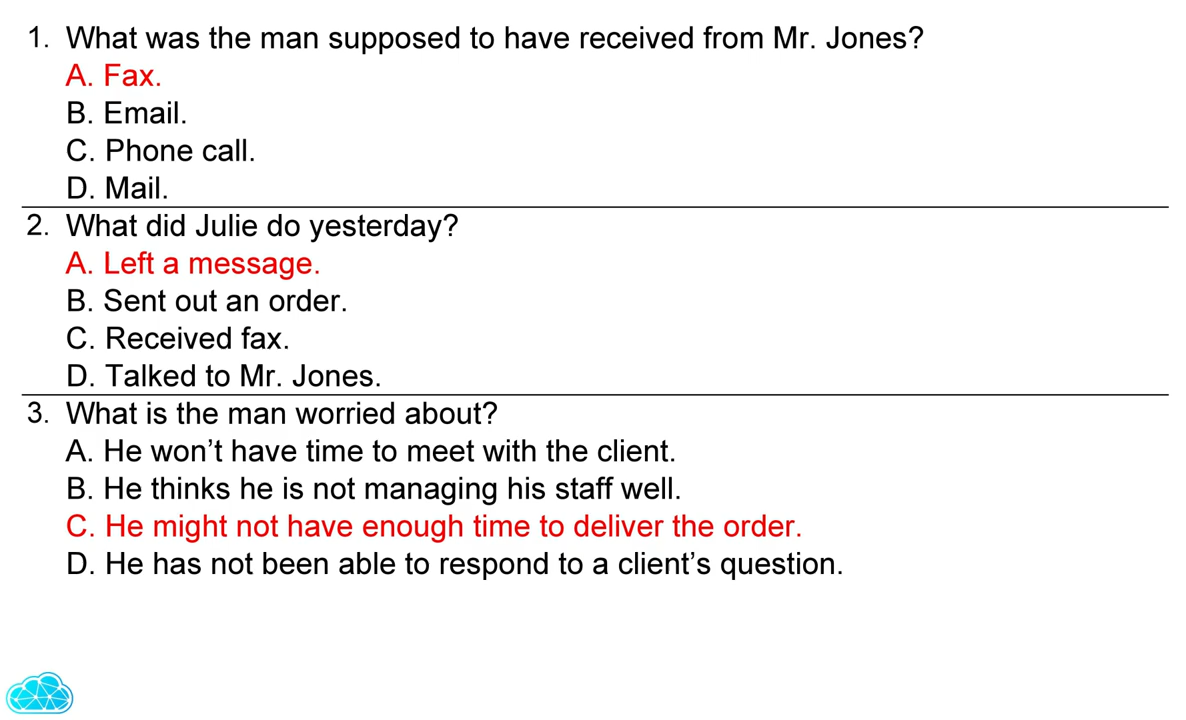 1. What was the man supposed to have received from Mr. Jones?
A. Fax.
B. Email.
C. Phone call.
D. Mail.
2. What did Julie do yesterday?
A. Left a message.
B. Sent out an order.
C. Received fax.
D. Talked to Mr. Jones.
3. What is the man worried about?
A. He won’t have time to meet with the client.
B. He thinks he is not managing his staff well.
C. He might not have enough time to deliver the order.
D. He has not been able to respond to a client’s question.